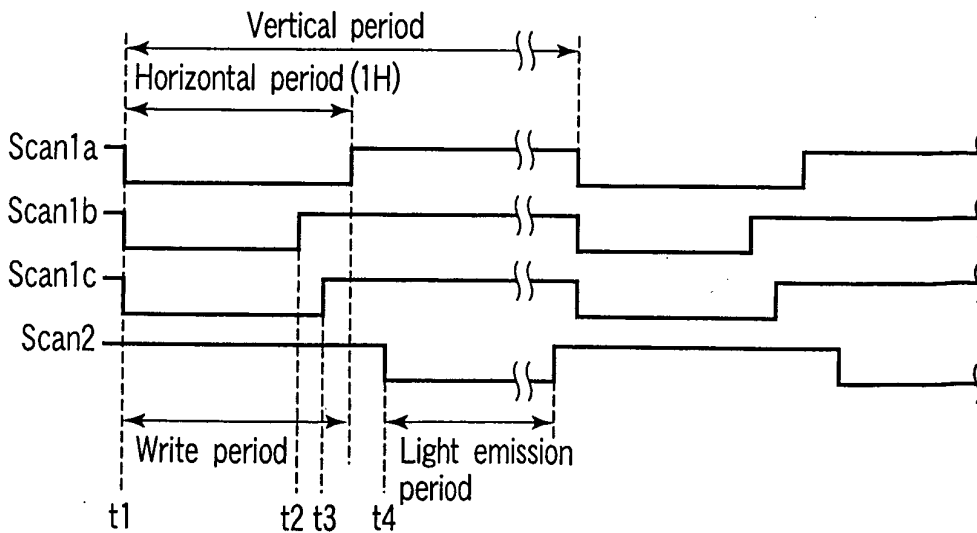 Vertical period
Horizontal period (1H)
Scan1a
Scan1b
Scan1c
Scan2
Write period
Light emission
period
t1 t2 t3 t4